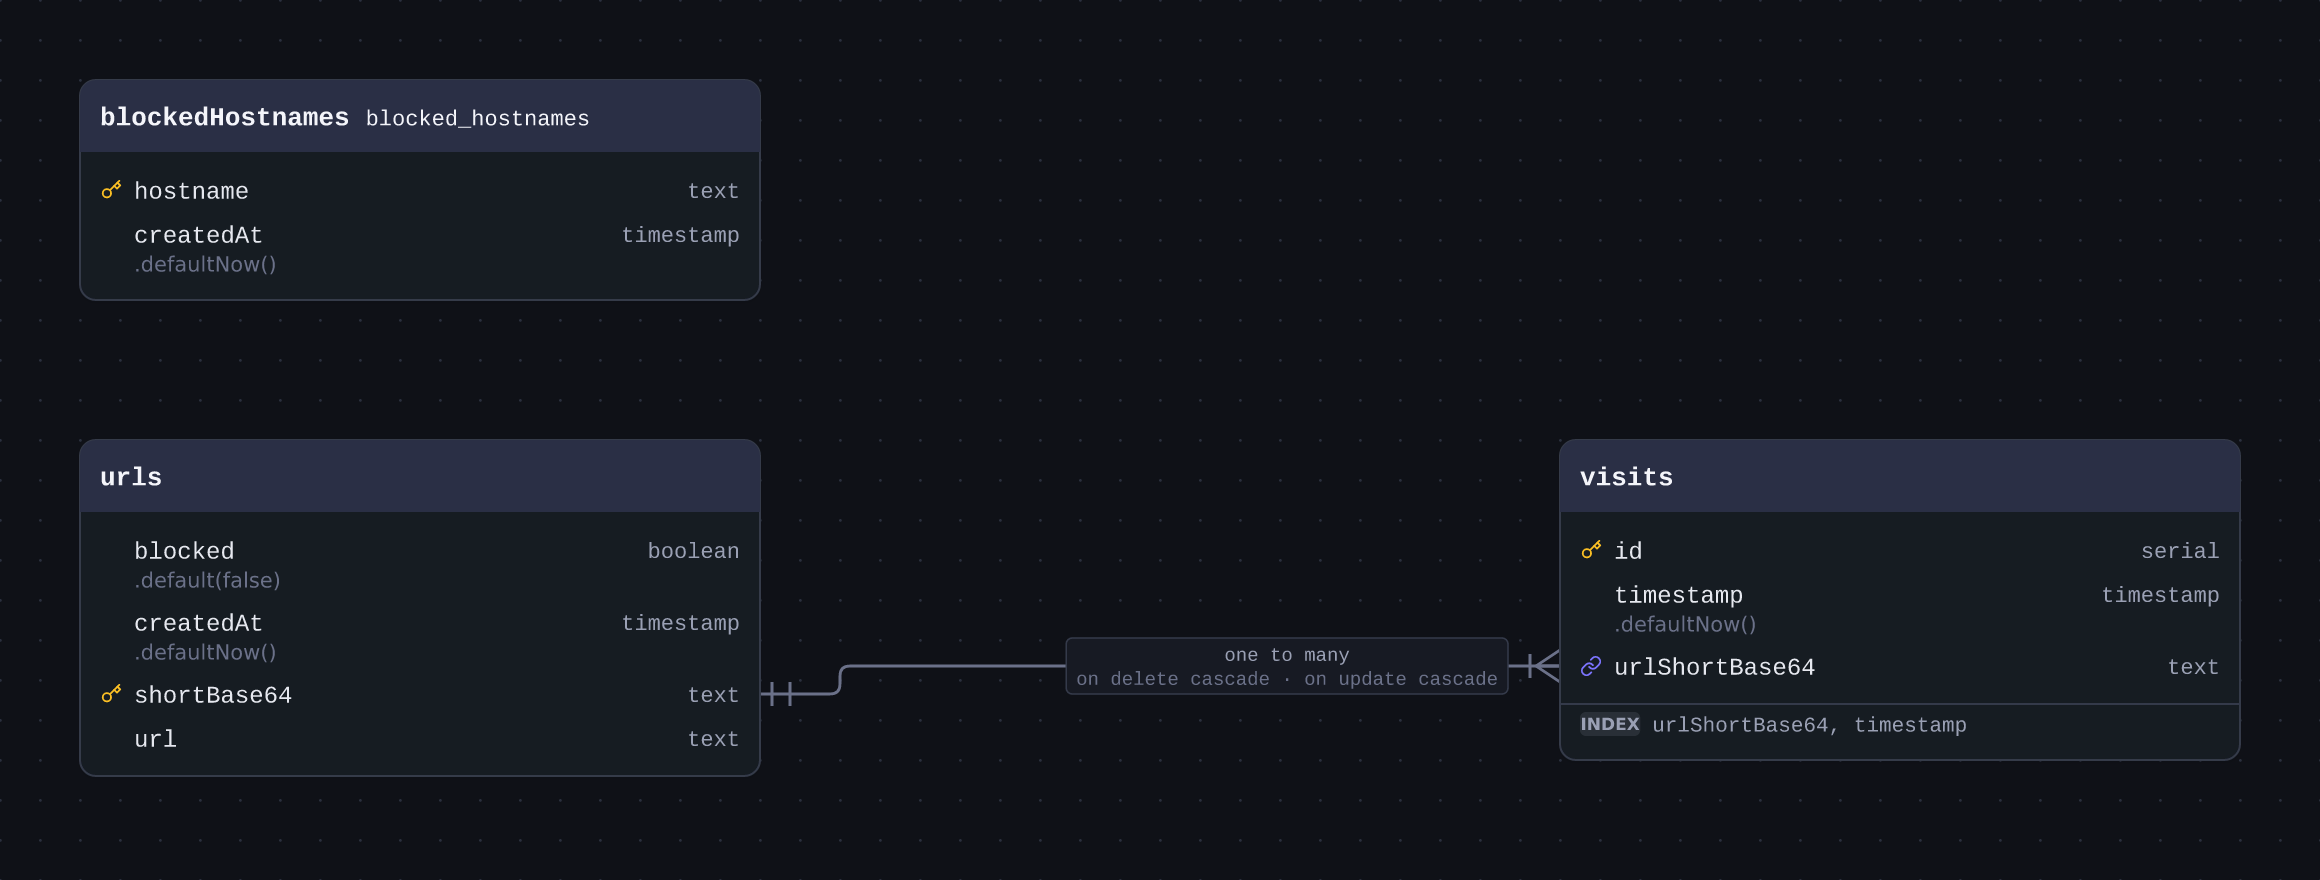 blockedHostnames blocked_hostnames
hostname text
createdAt timestamp
.defaultNow()
urls
blocked boolean
.default(false)
createdAt timestamp
.defaultNow()
shortBase64 text
url text
one to many
on delete cascade · on update cascade
visits
id serial
timestamp timestamp
.defaultNow()
urlShortBase64 text
INDEX urlShortBase64, timestamp